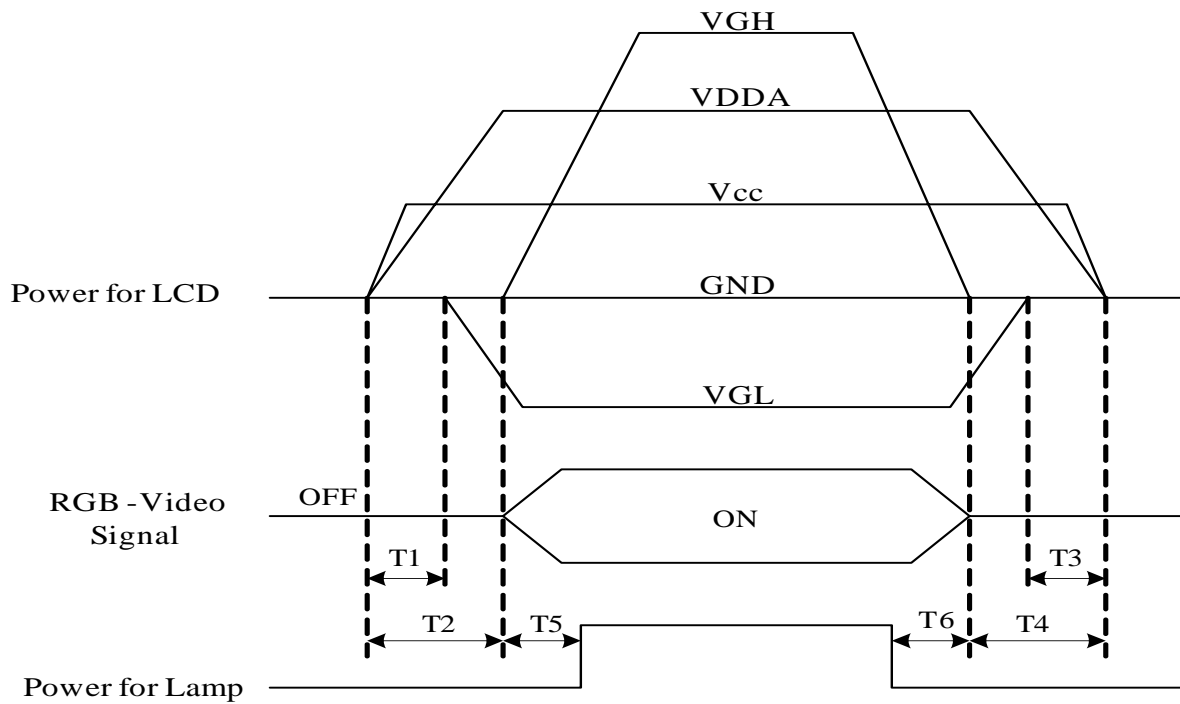 VGH
VDDA
Vcc
Power for LCD
GND
VGL
RGB -Video
Signal
OFF
ON
T1
T3
T2
T5
T6
T4
Power for Lamp